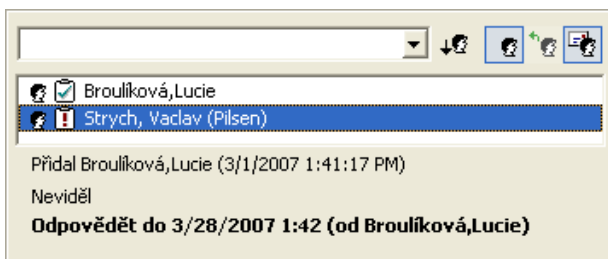 Broulíková,Lucie
Strych, Vaclav (Pilsen)
Přidal Broulíková,Lucie (3/1/2007 1:41:17 PM)
Neviděl
Odpovědět do 3/28/2007 1:42 (od Broulíková,Lucie)